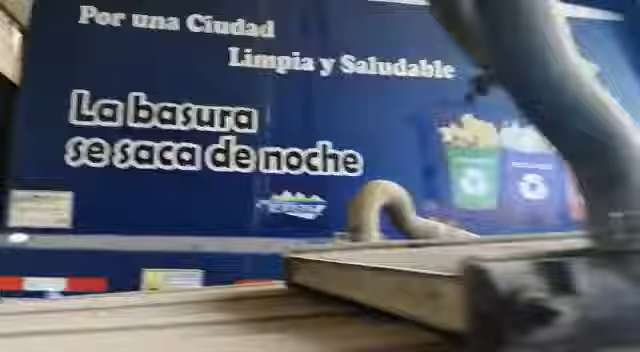 Por una Ciudad
Limpia y Saludable
La basura
se saca de noche